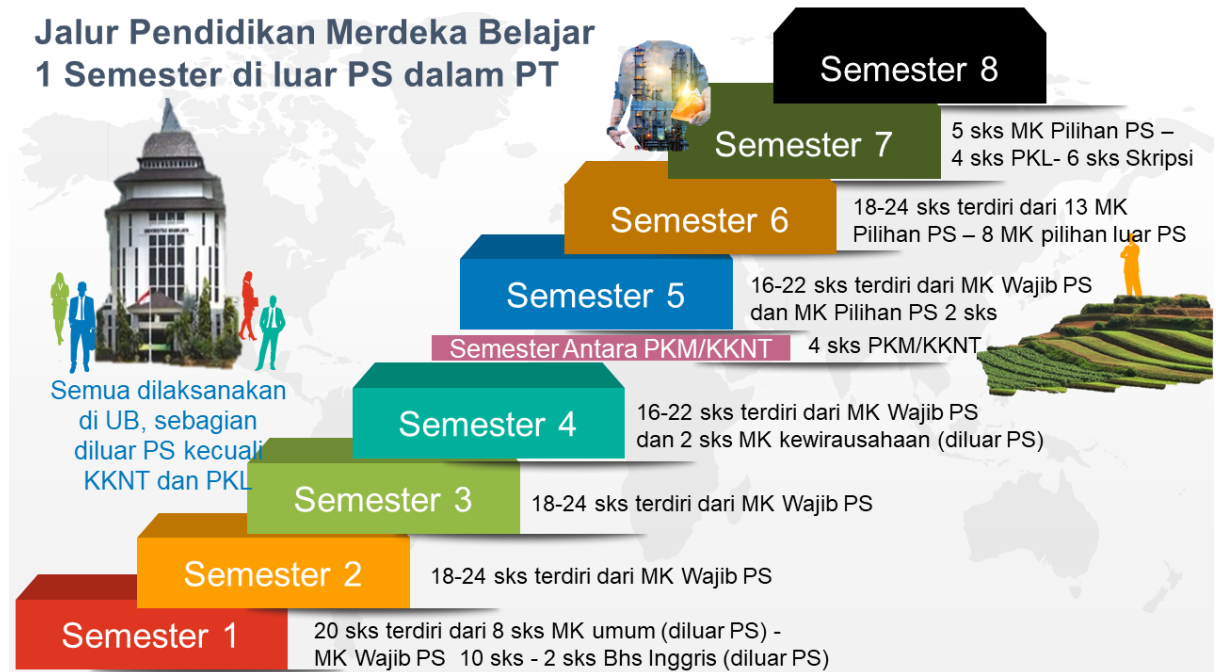 Jalur Pendidikan Merdeka Belajar
1 Semester di luar PS dalam PT
Semester 8
Semester 7
5 sks MK Pilihan PS –
4 sks PKL- 6 sks Skripsi
Semester 6
18-24 sks terdiri dari 13 MK
Pilihan PS – 8 MK pilihan luar PS
Semester 5
16-22 sks terdiri dari MK Wajib PS
dan MK Pilihan PS 2 sks
Semester Antara PKM/KKNT
4 sks PKM/KKNT
Semua dilaksanakan
di UB, sebagian
diluar PS kecuali
KKNT dan PKL
Semester 4
16-22 sks terdiri dari MK Wajib PS
dan 2 sks MK kewirausahaan (diluar PS)
Semester 3
18-24 sks terdiri dari MK Wajib PS
Semester 2
18-24 sks terdiri dari MK Wajib PS
Semester 1
20 sks terdiri dari 8 sks MK umum (diluar PS) -
MK Wajib PS 10 sks - 2 sks Bhs Inggris (diluar PS)